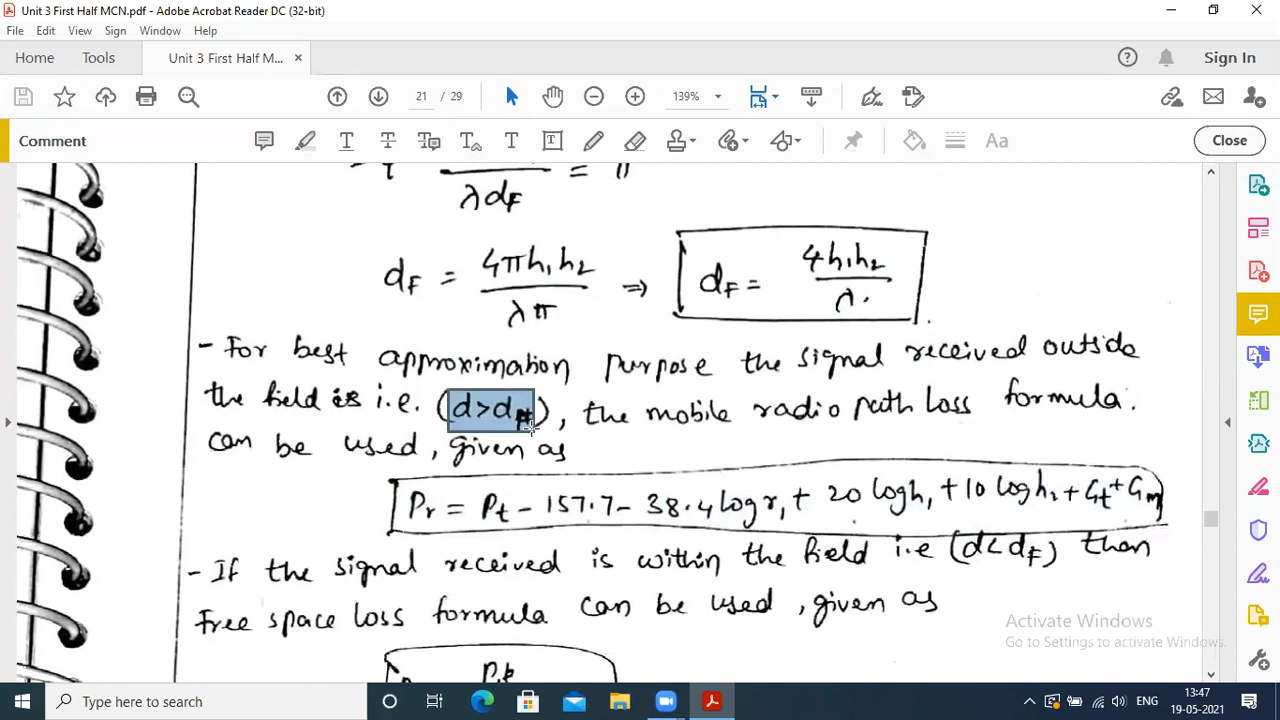 Unit 3 First Half MCN.pdf - Adobe Acrobat Reader DC (32-bit)
File Edit View Sign Window Help
Home Tools Unit 3 First Half M... × Sign In
21 / 29 139%
Comment Close
λdF = π
dF = 4πh1h2 / λπ ⇒ dF = 4h1h2 / λ.
- For best approximation purpose the signal received outside
the field is i.e. (d>dF), the mobile radio path loss formula.
can be used, given as
Pr = Pt - 157.7 - 38.4 log r1 + 20 log h1 + 10 log h2 + Gt + Gm
- If the signal received is within the field i.e (d<dF) than
free space loss formula can be used, given as
Activate Windows
Go to Settings to activate Windows.
Type here to search
ENG
13:47
19-05-2021